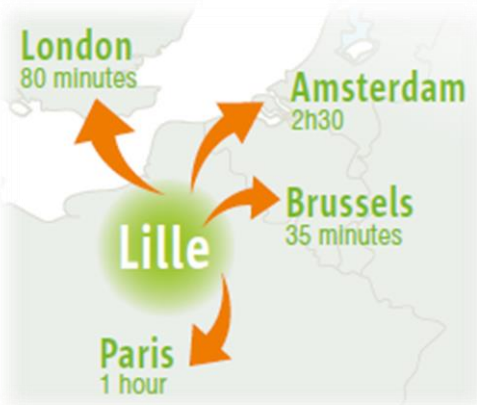 London
80 minutes
Amsterdam
2h30
Brussels
35 minutes
Lille
Paris
1 hour